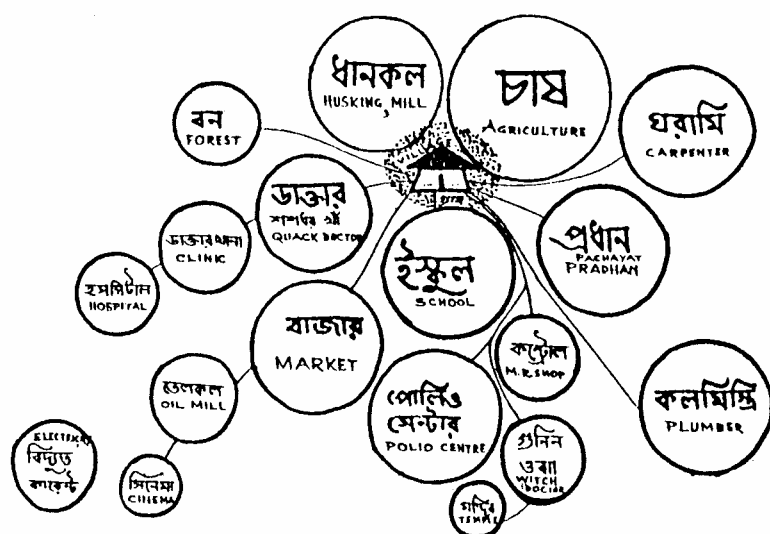 ধানকল
HUSKING MILL
চাষ
AGRICULTURE
বন
FOREST
ঘরামি
CARPENTER
গ্রাম
ডাক্তার
QUACK DOCTOR
ডাক্তারখানা
CLINIC
হসপিটাল
HOSPITAL
ইস্কুল
SCHOOL
প্রধান
PACHAYAT
PRADHAN
বাজার
MARKET
কন্ট্রোল
M.R. SHOP
তেলকল
OIL MILL
পোলিও
সেন্টার
POLIO CENTRE
কলমিস্ত্রি
PLUMBER
গুনিন
ওঝা
WITCH
DOCTOR
বিদ্যুত
কারেন্ট
সিনেমা
CINEMA
মন্দির
TEMPLE